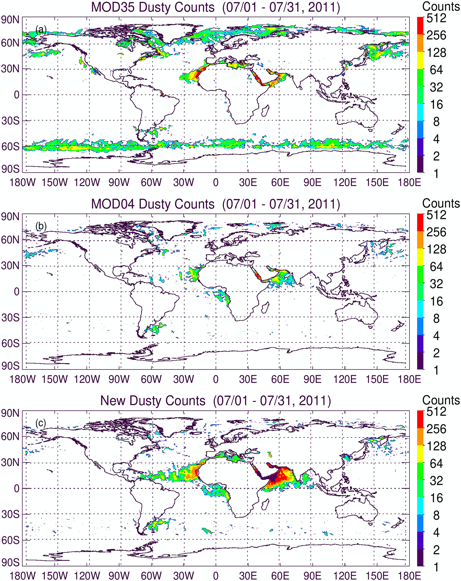 MOD35 Dusty Counts (07/01 - 07/31, 2011)
Counts
(a)
90N
60N
30N
0
30S
60S
90S
180W 150W 120W 90W 60W 30W 0 30E 60E 90E 120E 150E 180E
512
256
128
64
32
16
8
4
2
1
MOD04 Dusty Counts (07/01 - 07/31, 2011)
Counts
(b)
90N
60N
30N
0
30S
60S
90S
180W 150W 120W 90W 60W 30W 0 30E 60E 90E 120E 150E 180E
512
256
128
64
32
16
8
4
2
1
New Dusty Counts (07/01 - 07/31, 2011)
Counts
(c)
90N
60N
30N
0
30S
60S
90S
180W 150W 120W 90W 60W 30W 0 30E 60E 90E 120E 150E 180E
512
256
128
64
32
16
8
4
2
1